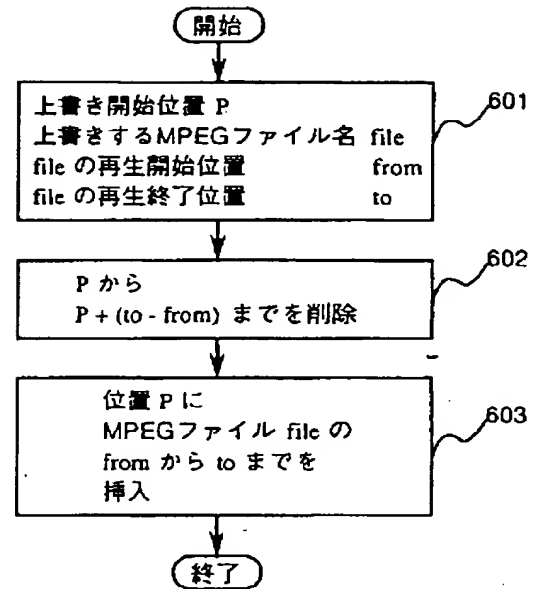 開始
上書き開始位置 P
上書きするMPEGファイル名 file
file の再生開始位置 from
file の再生終了位置 to
601
P から
P + (to - from) までを削除
602
位置 P に
MPEGファイル file の
from から to までを
挿入
603
終了